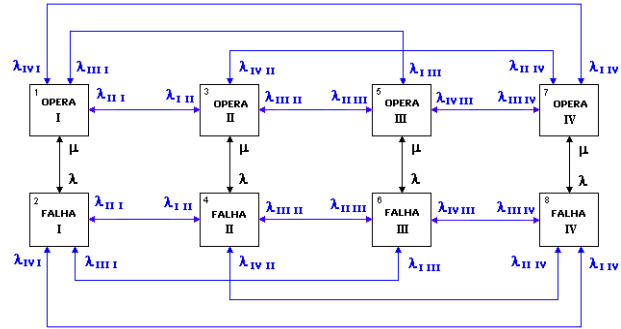 λIV I λIII I λIV II λI III λII IV λI IV
1 OPERA I λII I λI II 3 OPERA II λIII II λII III 5 OPERA III λIV III λIII IV 7 OPERA IV
μ μ μ μ
λ λ λ λ
2 FALHA I λII I λI II 4 FALHA II λIII II λII III 6 FALHA III λIV III λIII IV 8 FALHA IV
λIV I λIII I λIV II λI III λII IV λI IV